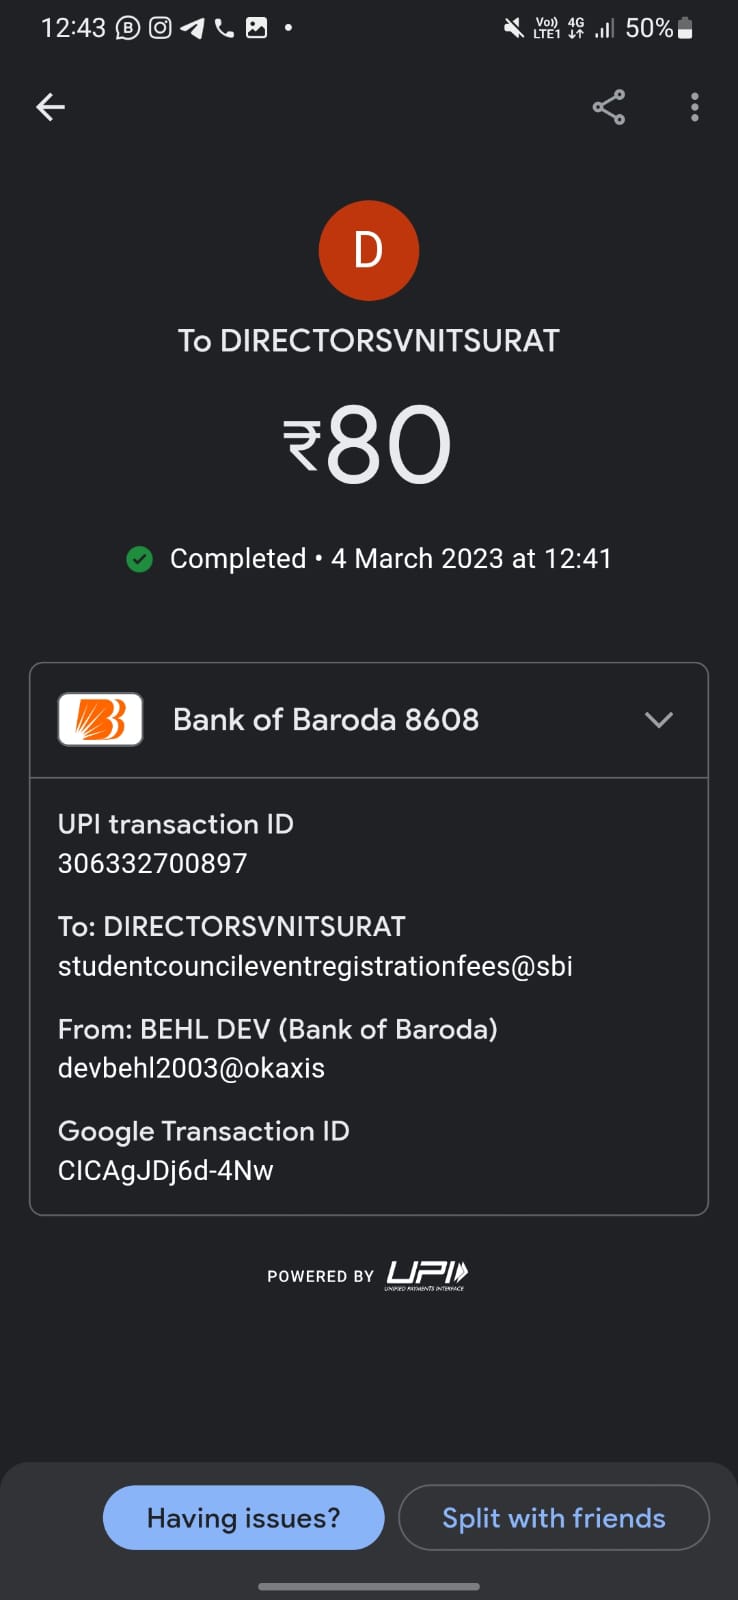 12:43
Vo)) 4G
LTE1
50%
D
To DIRECTORSVNITSURAT
₹80
Completed • 4 March 2023 at 12:41
Bank of Baroda 8608
UPI transaction ID
306332700897
To: DIRECTORSVNITSURAT
studentcouncileventregistrationfees@sbi
From: BEHL DEV (Bank of Baroda)
devbehl2003@okaxis
Google Transaction ID
CICAgJDj6d-4Nw
POWERED BY UPI
UNIFIED PAYMENTS INTERFACE
Having issues?
Split with friends